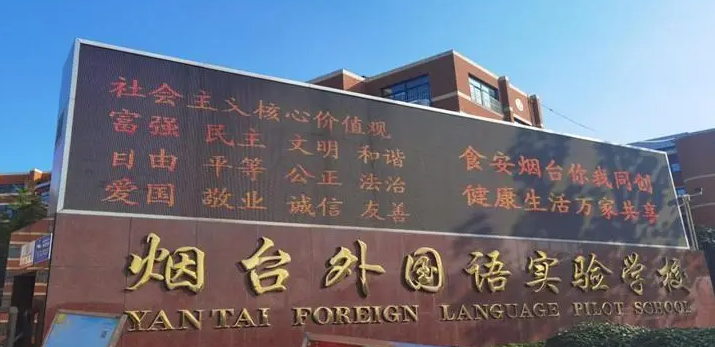 社会主义核心价值观
富强 民主 文明 和谐
自由 平等 公正 法治
爱国 敬业 诚信 友善
食安烟台你我同创
健康生活万家共享
烟台外国语实验学校
YANTAI FOREIGN LANGUAGE PILOT SCHOOL